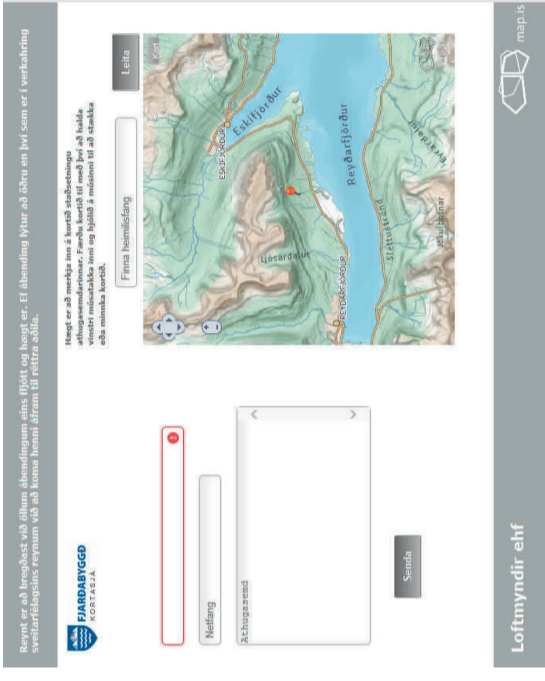 Reynt er að bregðast við öllum ábendingum eins fljótt og hægt er. Ef ábending lýtur að öðru en því sem er í verkahring
sveitarfélagsins reynum við að koma henni áfram til réttra aðila.
FJARÐABYGGÐ
KORTASJÁ
Netfang
Athugasemd
Senda
Hægt er að merkja inn á kortið staðsetningu
athugasemdarinnar. Færðu kortið til með því að halda
vinstri músatakka inni og hjólið á músinni til að stækka
eða minnka kortið.
Finna heimilisfang
Leita
Kort
ESKIFJÖRÐUR
Eskifjörður
Ljósárdalur
REYÐARFJÖRÐUR
Reyðarfjörður
Sléttuströnd
Loftmyndir ehf
map.is